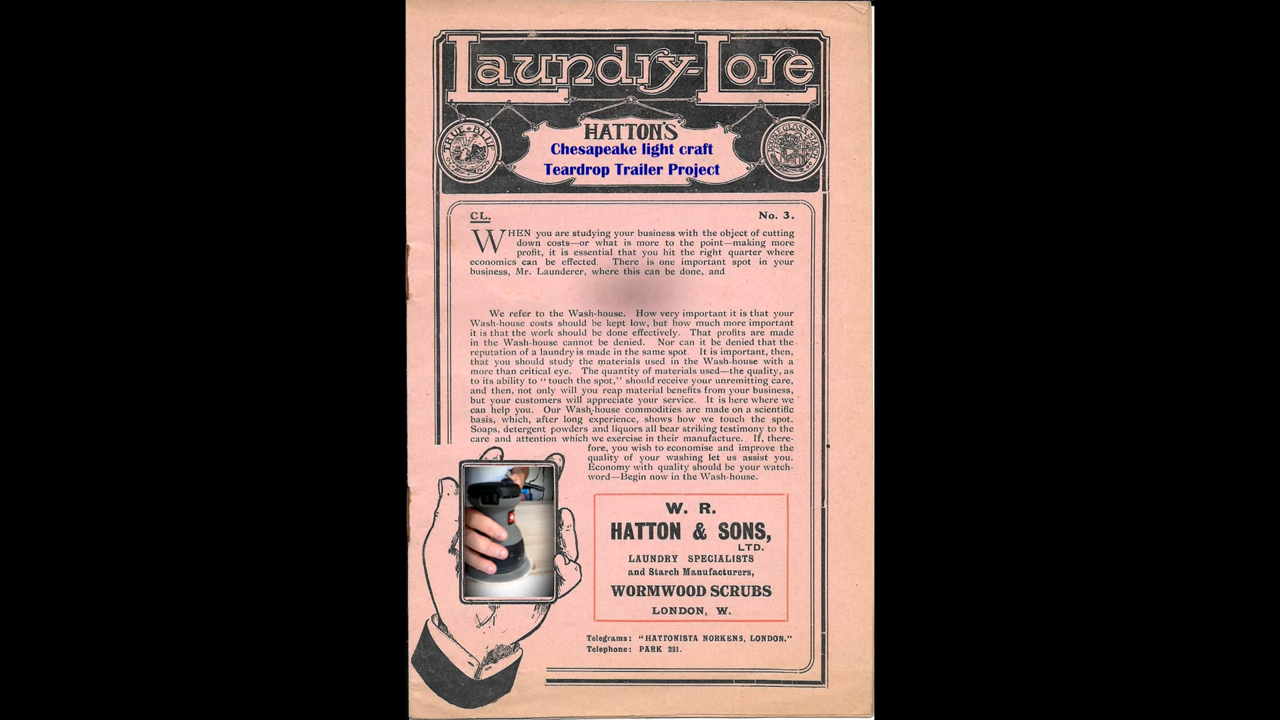 Laundry-Lore
HATTON'S
Chesapeake light craft
Teardrop Trailer Project
TRUE BLUE
CL.
No. 3.
WHEN you are studying your business with the object of cutting
down costs—or what is more to the point—making more
profit, it is essential that you hit the right quarter where
economics can be effected. There is one important spot in your
business, Mr. Launderer, where this can be done, and
We refer to the Wash-house. How very important it is that your
Wash-house costs should be kept low, but how much more important
it is that the work should be done effectively. That profits are made
in the Wash-house cannot be denied. Nor can it be denied that the
reputation of a laundry is made in the same spot. It is important, then,
that you should study the materials used in the Wash-house with a
more than critical eye. The quantity of materials used—the quality, as
to its ability to "touch the spot," should receive your unremitting care,
and then, not only will you reap material benefits from your business,
but your customers will appreciate your service. It is here where we
can help you. Our Wash-house commodities are made on a scientific
basis, which, after long experience, shows how we touch the spot.
Soaps, detergent powders and liquors all bear striking testimony to the
care and attention which we exercise in their manufacture. If, there-
fore, you wish to economise and improve the
quality of your washing let us assist you.
Economy with quality should be your watch-
word—Begin now in the Wash-house.
W. R.
HATTON & SONS,
LTD.
LAUNDRY SPECIALISTS
and Starch Manufacturers,
WORMWOOD SCRUBS
LONDON, W.
Telegrams: "HATTONISTA NORKENS, LONDON."
Telephone: PARK 251.